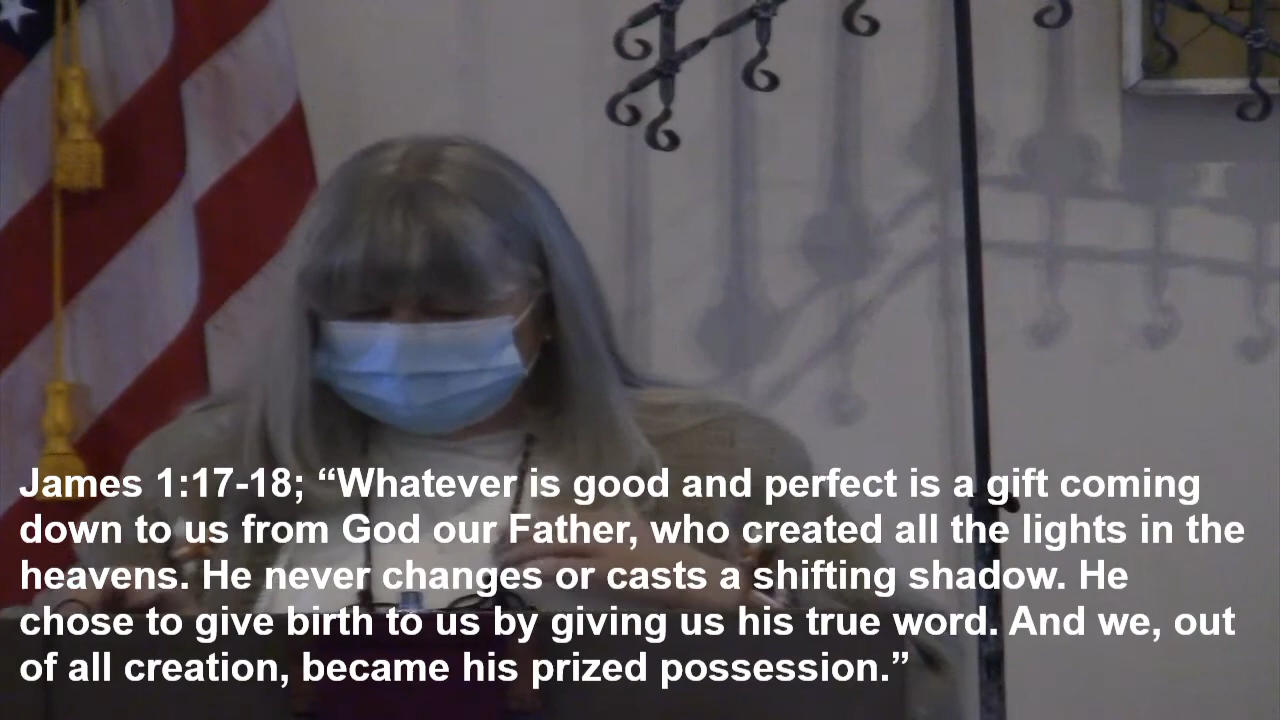 James 1:17-18; “Whatever is good and perfect is a gift coming
down to us from God our Father, who created all the lights in the
heavens. He never changes or casts a shifting shadow. He
chose to give birth to us by giving us his true word. And we, out
of all creation, became his prized possession.”